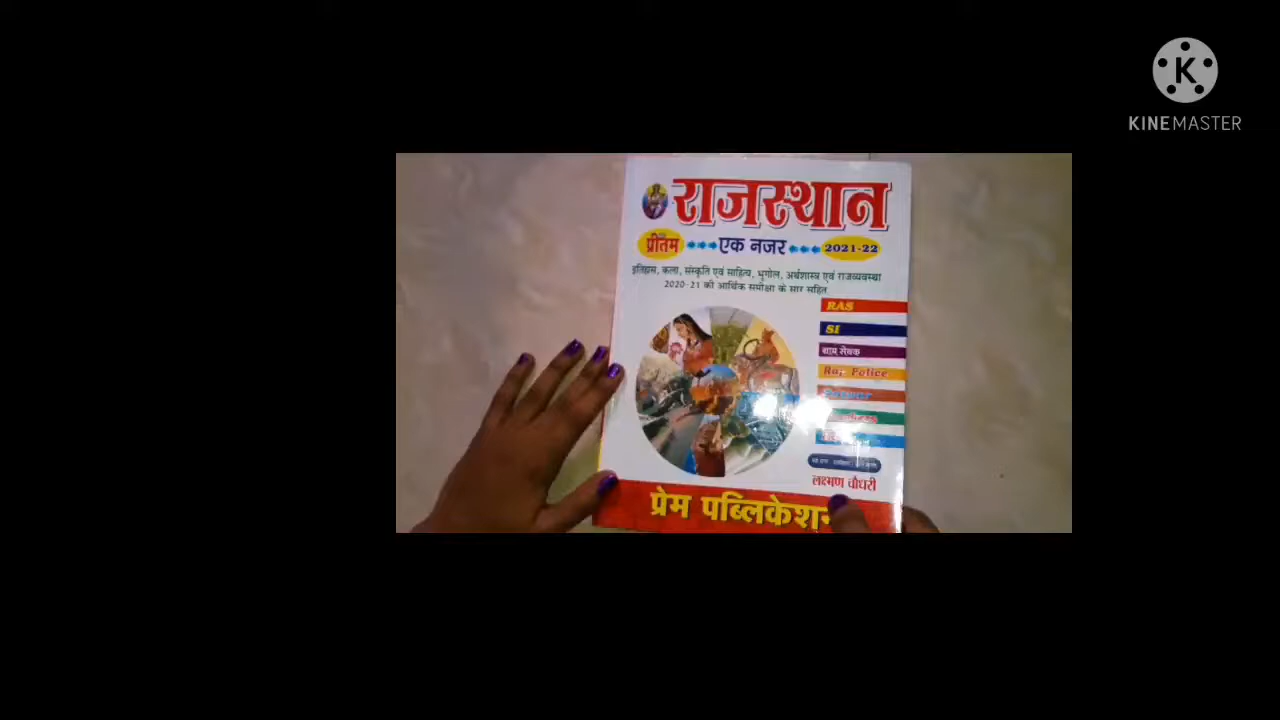 K
KINEMASTER
राजस्थान
प्रीतम एक नजर 2021-22
इतिहास, कला, संस्कृति एवं साहित्य, भूगोल, अर्थशास्त्र एवं राजव्यवस्था
2020-21 की आर्थिक समीक्षा के सार सहित
RAS
SI
ग्राम सेवक
Raj. Police
लक्ष्मण चौधरी
प्रेम पब्लिकेशन